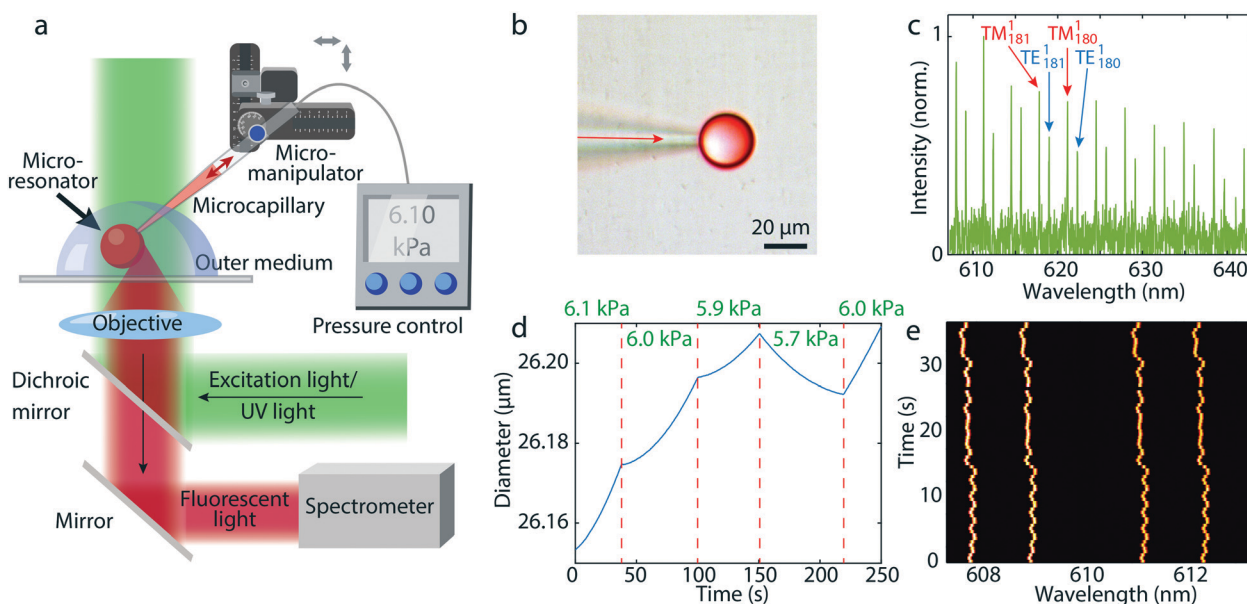 a
Micro-
resonator
Micro-
manipulator
Microcapillary
6.10
kPa
Outer medium
Objective
Pressure control
Dichroic
mirror
Excitation light/
UV light
Mirror
Fluorescent
light
Spectrometer
b
20 μm
c
TM¹₁₈₁
TM¹₁₈₀
TE¹₁₈₁
TE¹₁₈₀
1
Intensity (norm.)
0
610
620
630
640
Wavelength (nm)
6.1 kPa
5.9 kPa
6.0 kPa
d
6.0 kPa
5.7 kPa
26.20
26.18
26.16
Diameter (μm)
0
50
100
150
200
250
Time (s)
e
30
20
10
0
Time (s)
608
610
612
Wavelength (nm)